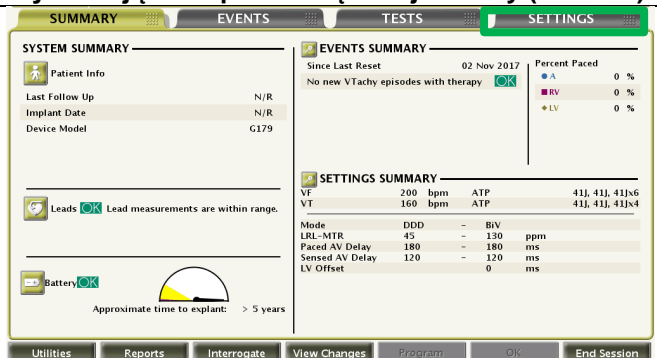 SUMMARY EVENTS TESTS SETTINGS
SYSTEM SUMMARY
Patient Info
Last Follow Up N/R
Implant Date N/R
Device Model G179
Leads OK Lead measurements are within range.
Battery OK
Approximate time to explant: > 5 years
EVENTS SUMMARY
Since Last Reset 02 Nov 2017
No new VTachy episodes with therapy OK
Percent Paced
A 0 %
RV 0 %
LV 0 %
SETTINGS SUMMARY
VF 200 bpm ATP 41J, 41J, 41Jx6
VT 160 bpm ATP 41J, 41J, 41Jx4
Mode DDD - BiV
LRL-MTR 45 - 130 ppm
Paced AV Delay 180 - 180 ms
Sensed AV Delay 120 - 120 ms
LV Offset 0 ms
Utilities Reports Interrogate View Changes Program OK End Session